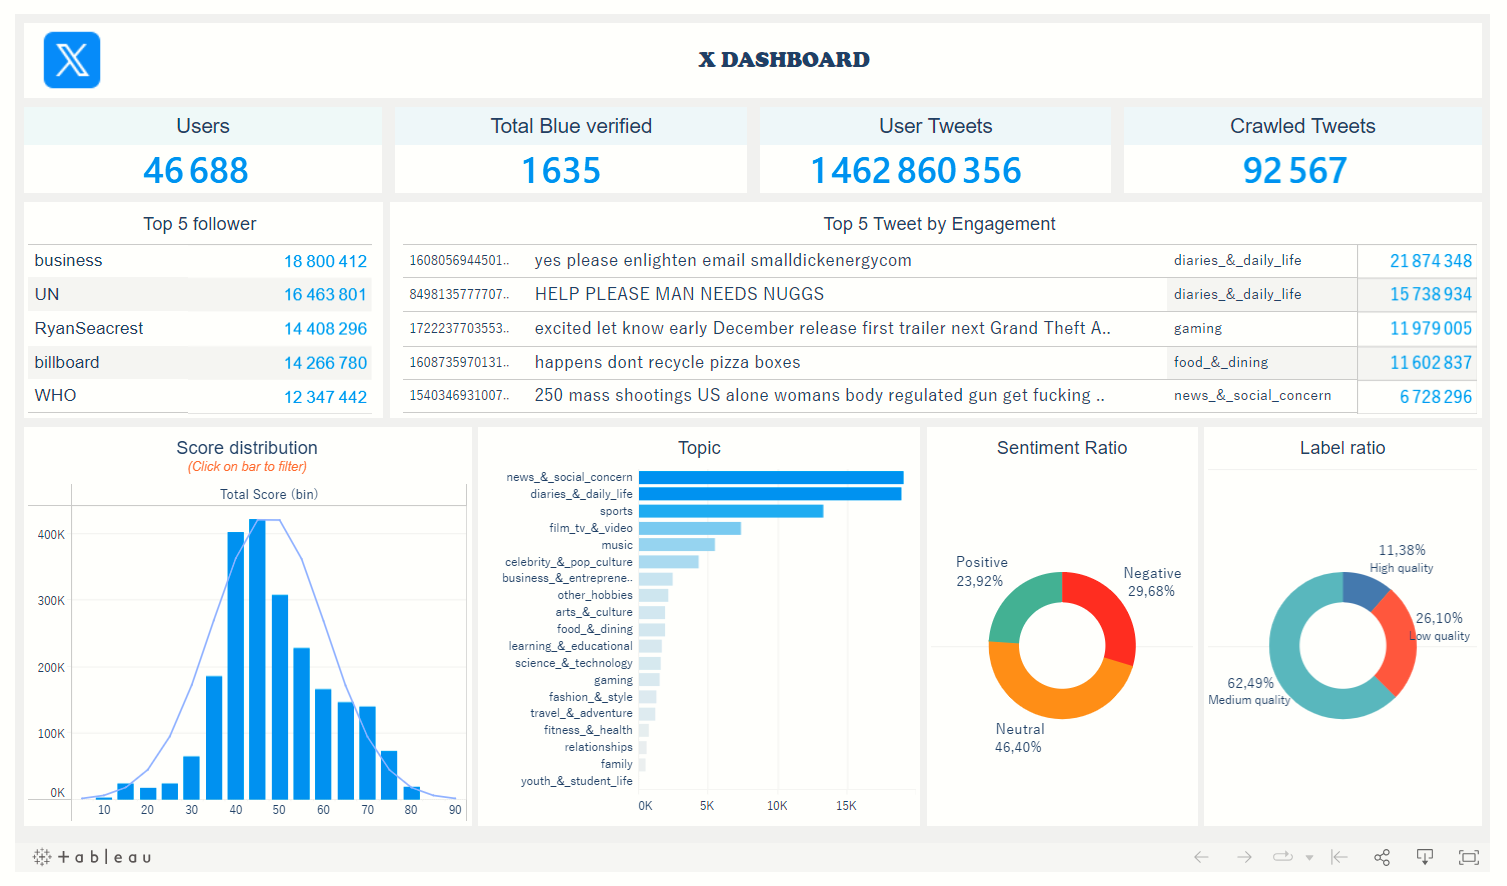 X DASHBOARD
Users
46 688
Total Blue verified
1 635
User Tweets
1 462 860 356
Crawled Tweets
92 567
Top 5 follower
business 18 800 412
UN 16 463 801
RyanSeacrest 14 408 296
billboard 14 266 780
WHO 12 347 442
Top 5 Tweet by Engagement
1608056944501.. yes please enlighten email smalldickenergycom diaries_&_daily_life 21 874 348
8498135777707.. HELP PLEASE MAN NEEDS NUGGS diaries_&_daily_life 15 738 934
1722237703553.. excited let know early December release first trailer next Grand Theft A.. gaming 11 979 005
1608735970131.. happens dont recycle pizza boxes food_&_dining 11 602 837
1540346931007.. 250 mass shootings US alone womans body regulated gun get fucking .. news_&_social_concern 6 728 296
Score distribution
(Click on bar to filter)
Total Score (bin)
400K
300K
200K
100K
0K
10 20 30 40 50 60 70 80 90
Topic
news_&_social_concern
diaries_&_daily_life
sports
film_tv_&_video
music
celebrity_&_pop_culture
business_&_entreprene..
other_hobbies
arts_&_culture
food_&_dining
learning_&_educational
science_&_technology
gaming
fashion_&_style
travel_&_adventure
fitness_&_health
relationships
family
youth_&_student_life
0K 5K 10K 15K
Sentiment Ratio
Positive
23,92%
Negative
29,68%
Neutral
46,40%
Label ratio
11,38%
High quality
26,10%
Low quality
62,49%
Medium quality
+ a b l e a u